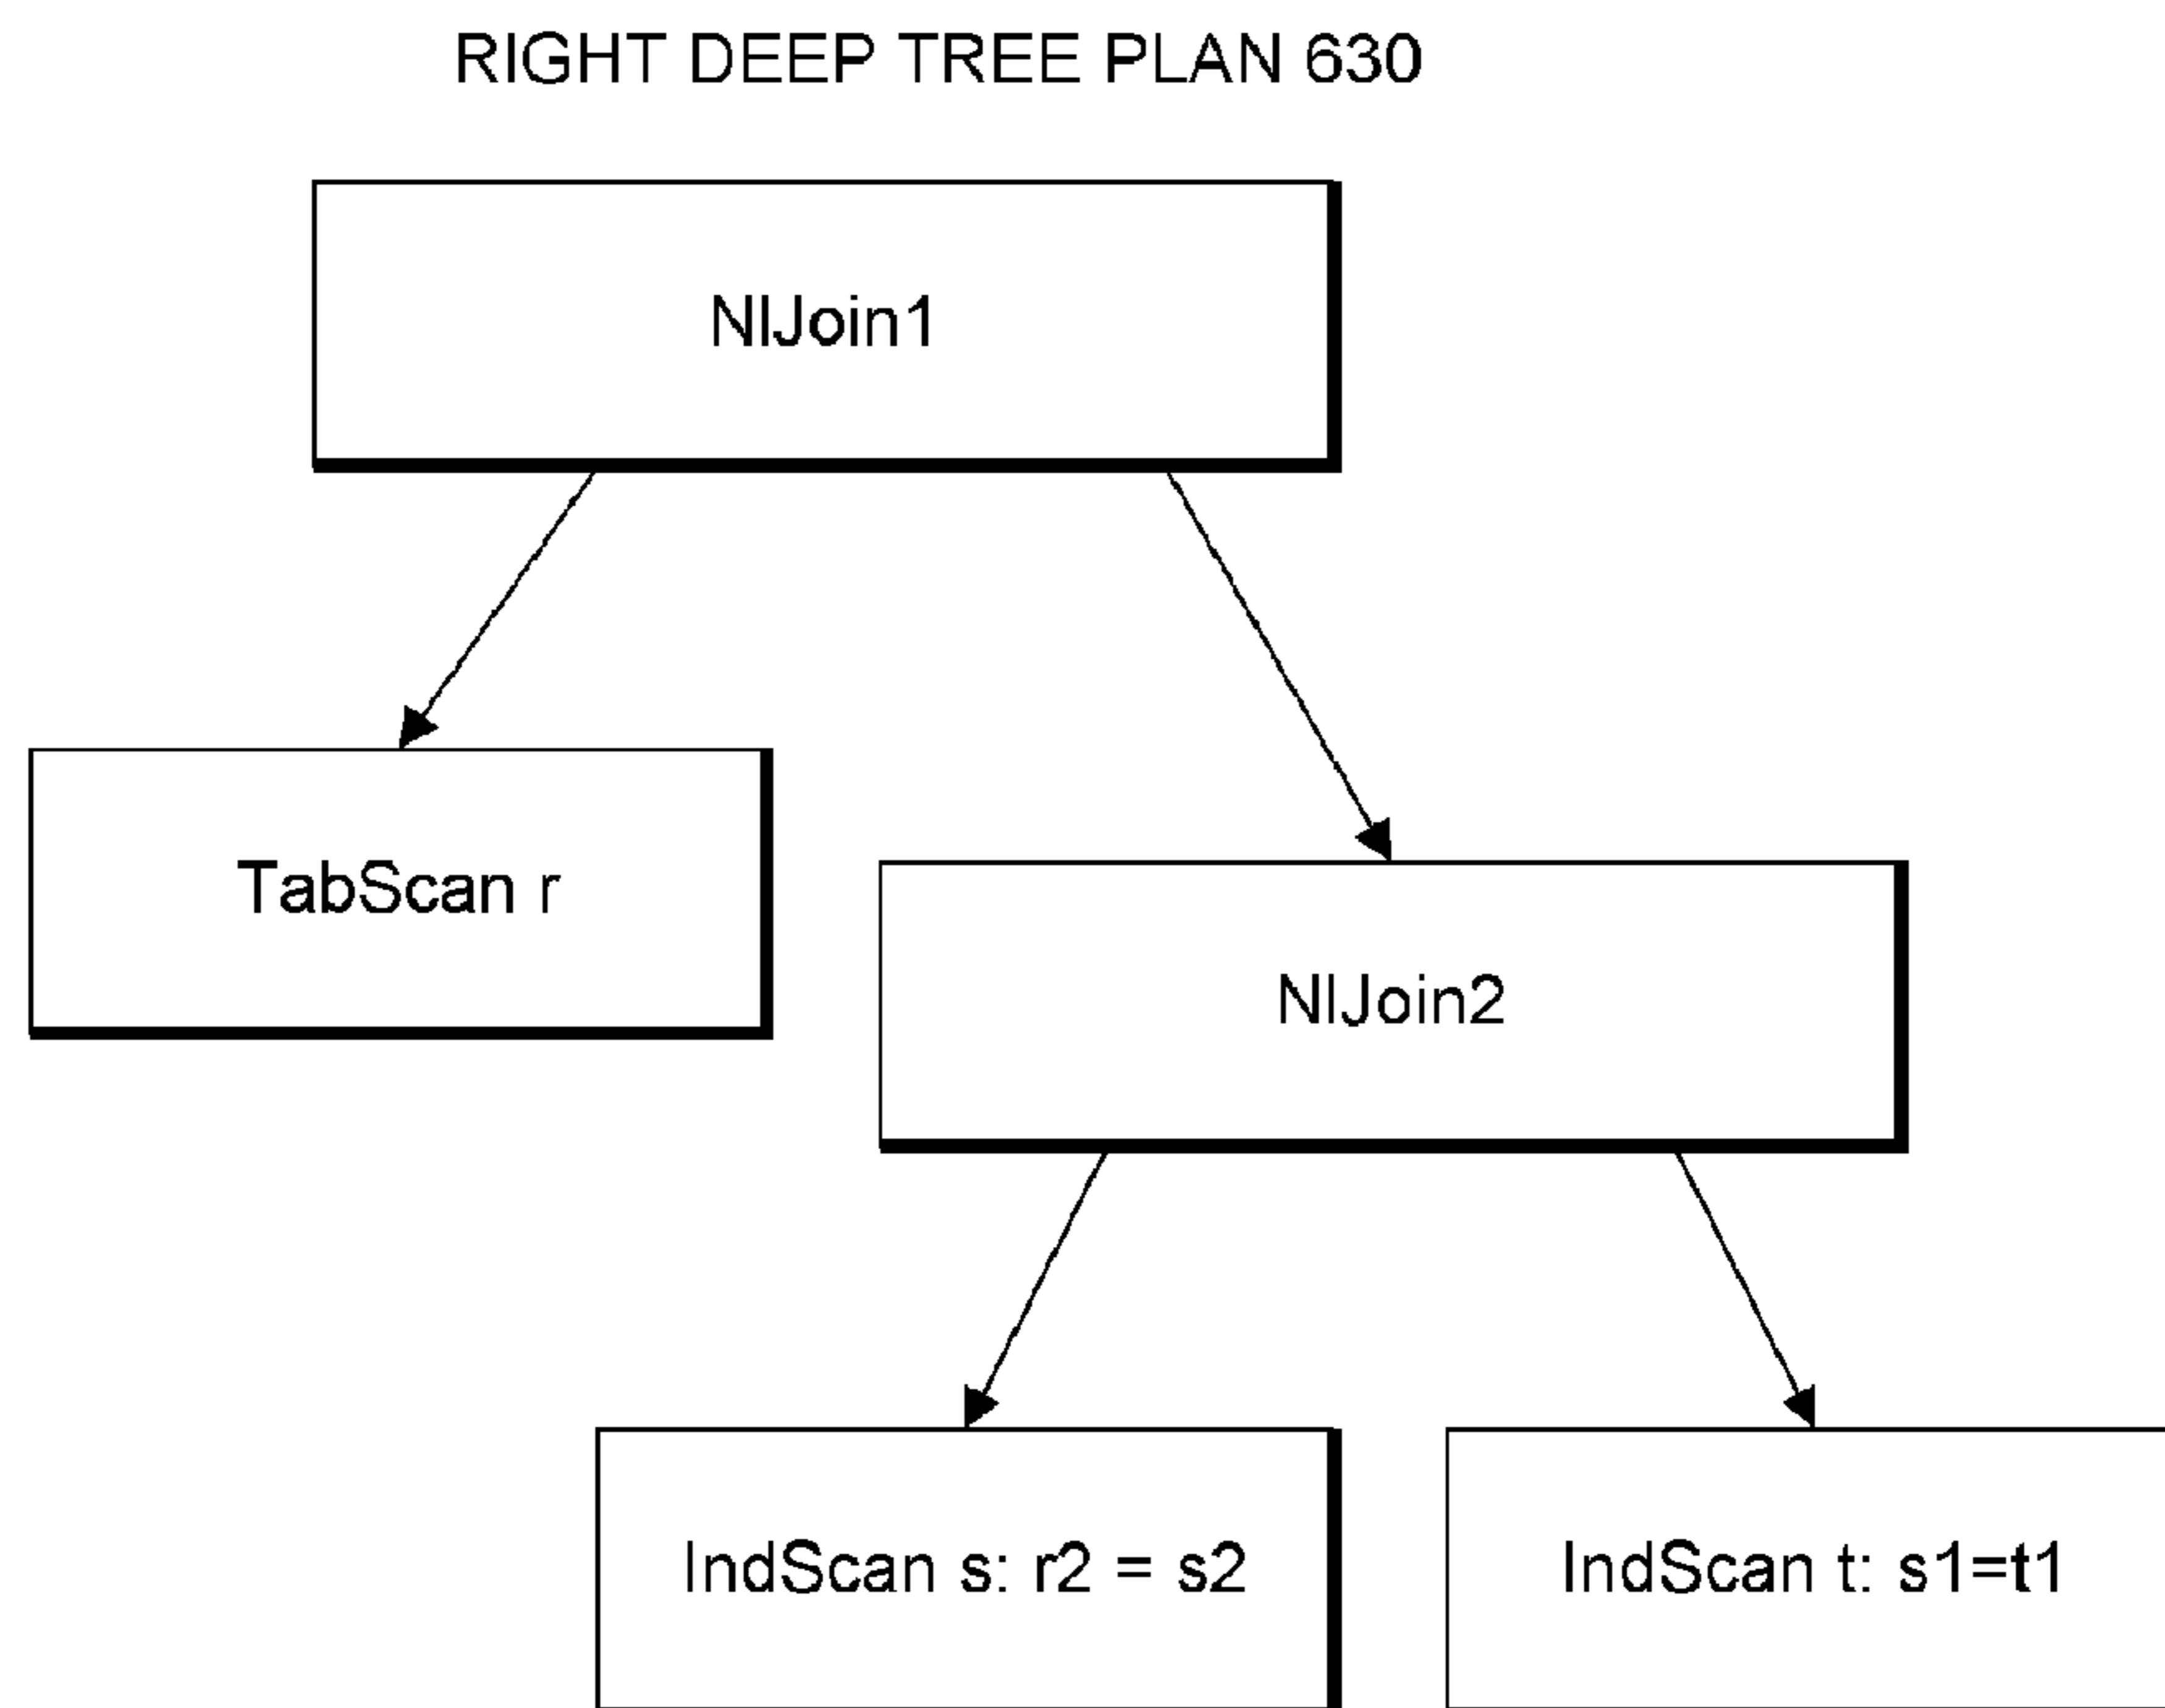 RIGHT DEEP TREE PLAN 630
NlJoin1
TabScan r
NlJoin2
IndScan s: r2 = s2
IndScan t: s1=t1